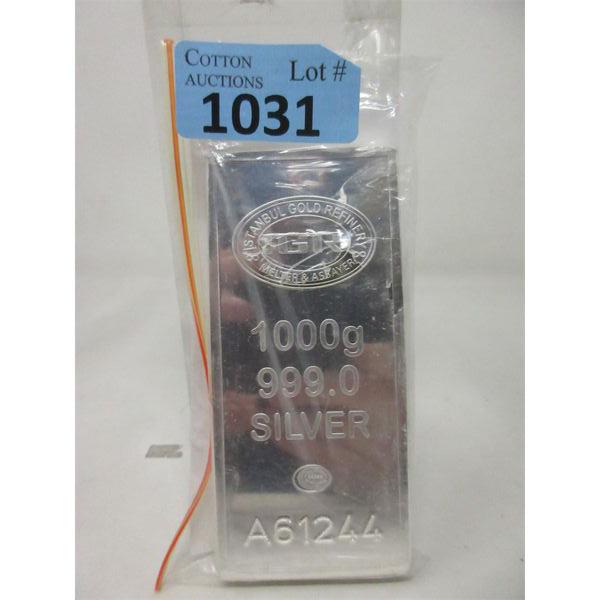 COTTON
AUCTIONS
Lot #
1031
ISTANBUL GOLD REFINERY
IGR
MELTER & ASSAYER
1000g
999.0
SILVER
A61244